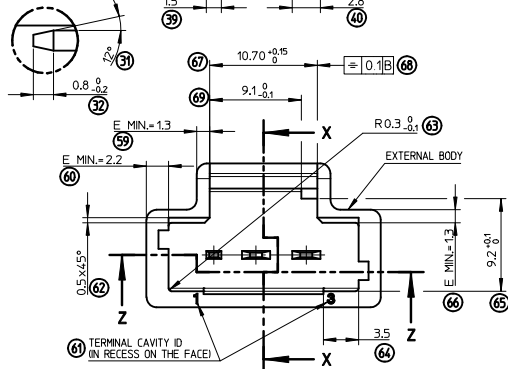 2.8
39
40
12°
31
0.8 0 -0.2
32
67
10.70 +0.15 0
= 0.1 B
68
69
9.1 0 -0.1
X
R 0.3 0 -0.1
63
E MIN.= 1.3
59
EXTERNAL BODY
E MIN.= 2.2
60
0.5x45°
62
E MIN.= 1.3
66
9.2 +0.1 0
65
Z
1
3
Z
61
TERMINAL CAVITY ID
(IN RECESS ON THE FACE)
3.5
64
X